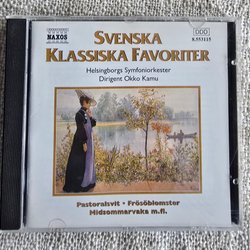 NAXOS
DDD
8.553115
SVENSKA
KLASSISKA FAVORITER
Helsingborgs Symfoniorkester
Dirigent Okko Kamu
Pastoralsvit • Frösöblomster
Midsommarvaka m.fl.